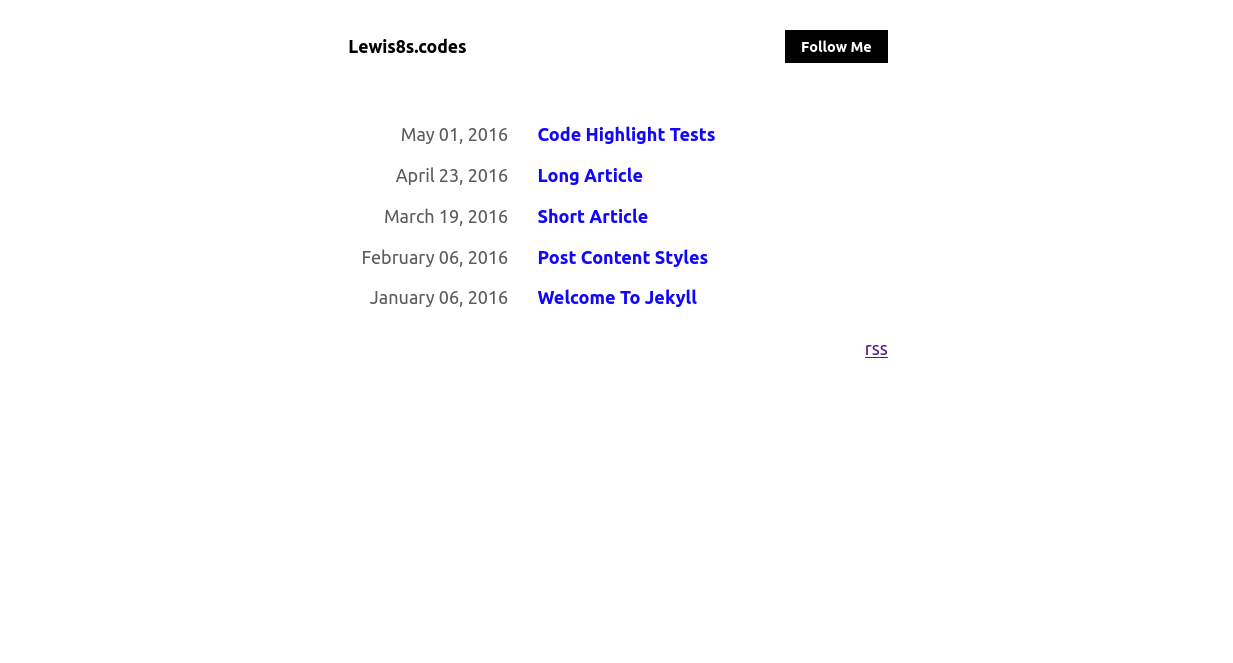 Lewis8s.codes
Follow Me
May 01, 2016 Code Highlight Tests
April 23, 2016 Long Article
March 19, 2016 Short Article
February 06, 2016 Post Content Styles
January 06, 2016 Welcome To Jekyll
rss